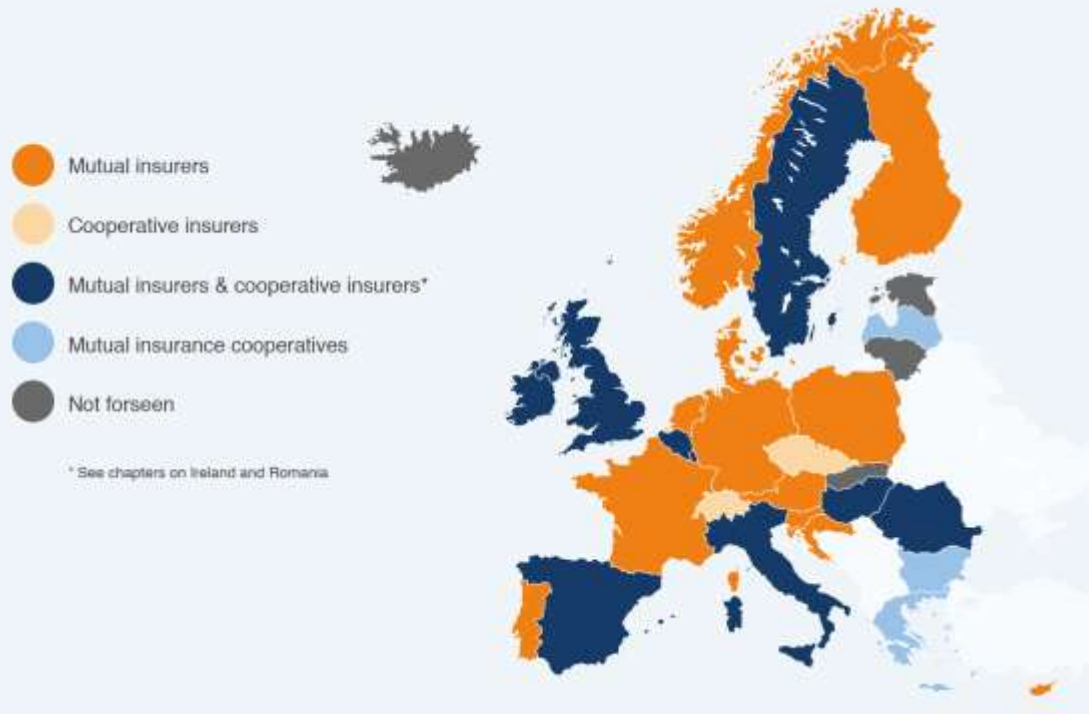 Mutual insurers
Cooperative insurers
Mutual insurers & cooperative insurers*
Mutual insurance cooperatives
Not forseen
* See chapters on Ireland and Romania